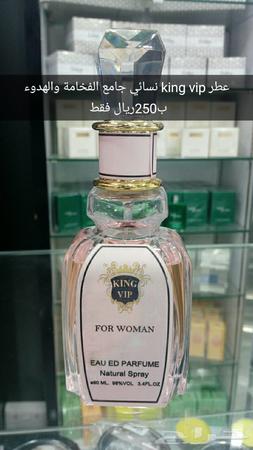 عطر king vip نسائي جامع الفخامة والهدوء
ب250ريال فقط
KING
VIP
FOR WOMAN
EAU ED PARFUME
Natural Spray
e80 ML. 98%VOL 3.4FL.OZ